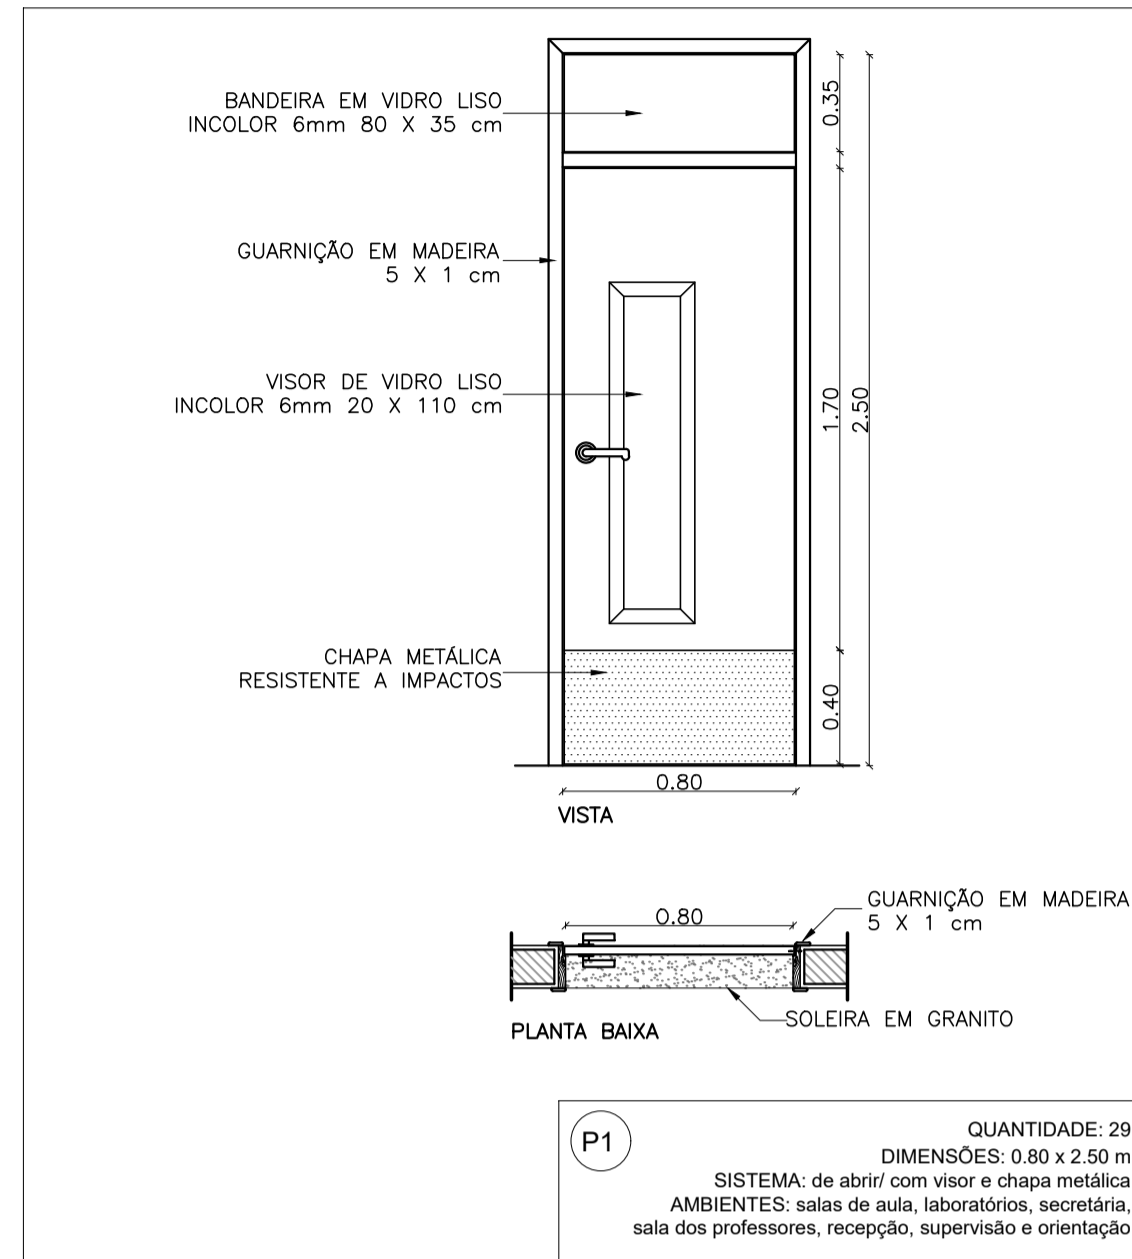 BANDEIRA EM VIDRO LISO
INCOLOR 6mm 80 X 35 cm
0.35
GUARNIÇÃO EM MADEIRA
5 X 1 cm
VISOR DE VIDRO LISO
INCOLOR 6mm 20 X 110 cm
1.70
2.50
CHAPA METÁLICA
RESISTENTE A IMPACTOS
0.40
0.80
VISTA
GUARNIÇÃO EM MADEIRA
5 X 1 cm
0.80
SOLEIRA EM GRANITO
PLANTA BAIXA
P1
QUANTIDADE: 29
DIMENSÕES: 0.80 x 2.50 m
SISTEMA: de abrir/ com visor e chapa metálica
AMBIENTES: salas de aula, laboratórios, secretária,
sala dos professores, recepção, supervisão e orientação